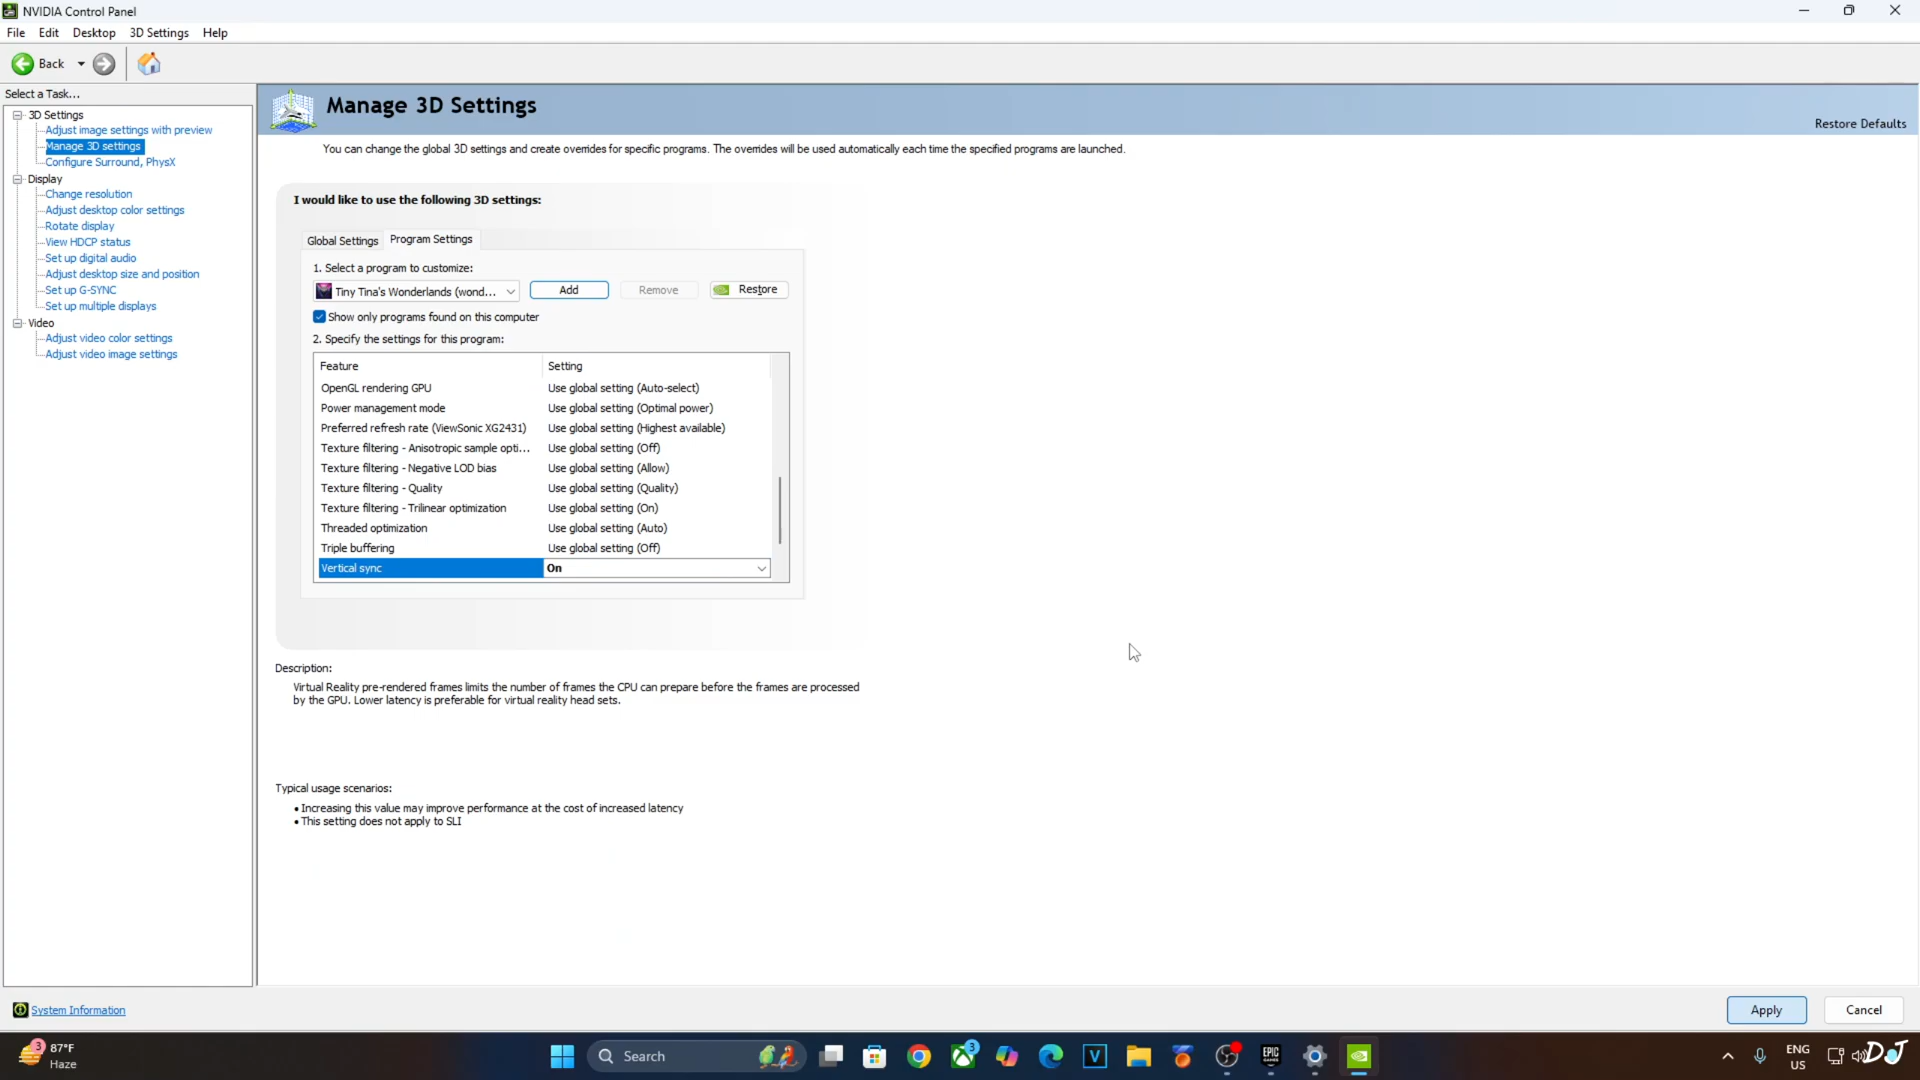 NVIDIA Control Panel
File Edit Desktop 3D Settings Help
Back
Select a Task...
3D Settings
Adjust image settings with preview
Manage 3D settings
Configure Surround, PhysX
Display
Change resolution
Adjust desktop color settings
Rotate display
View HDCP status
Set up digital audio
Adjust desktop size and position
Set up G-SYNC
Set up multiple displays
Video
Adjust video color settings
Adjust video image settings
System Information
Manage 3D Settings
Restore Defaults
You can change the global 3D settings and create overrides for specific programs. The overrides will be used automatically each time the specified programs are launched.
I would like to use the following 3D settings:
Global Settings Program Settings
1. Select a program to customize:
Tiny Tina's Wonderlands (wond... Add Remove Restore
Show only programs found on this computer
2. Specify the settings for this program:
Feature Setting
OpenGL rendering GPU Use global setting (Auto-select)
Power management mode Use global setting (Optimal power)
Preferred refresh rate (ViewSonic XG2431) Use global setting (Highest available)
Texture filtering - Anisotropic sample opti... Use global setting (Off)
Texture filtering - Negative LOD bias Use global setting (Allow)
Texture filtering - Quality Use global setting (Quality)
Texture filtering - Trilinear optimization Use global setting (On)
Threaded optimization Use global setting (Auto)
Triple buffering Use global setting (Off)
Vertical sync On
Description:
Virtual Reality pre-rendered frames limits the number of frames the CPU can prepare before the frames are processed
by the GPU. Lower latency is preferable for virtual reality head sets.
Typical usage scenarios:
• Increasing this value may improve performance at the cost of increased latency
• This setting does not apply to SLI
Apply Cancel
3 87°F
Haze
Search
3
V
EPIC
GAMES
ENG
US
DJ